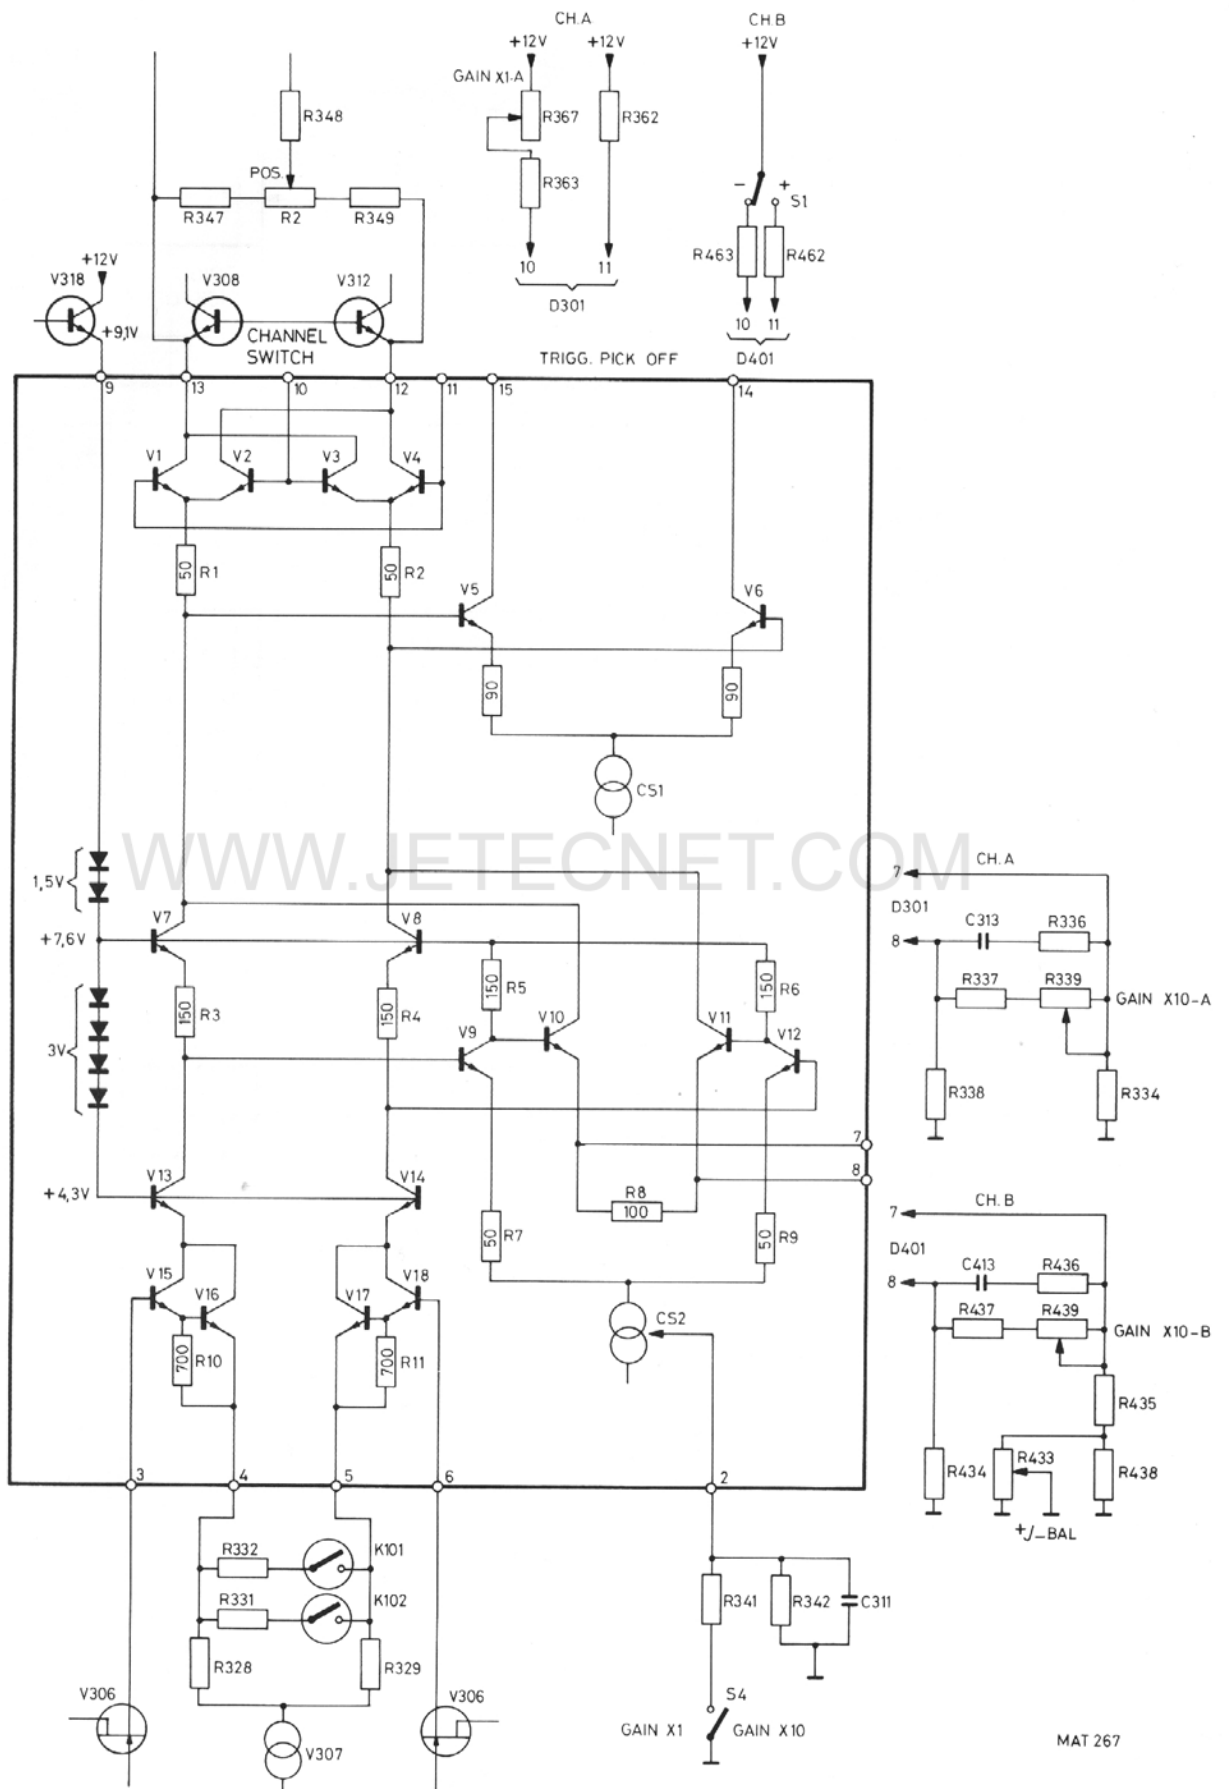 CH.A
CH.B
+12V +12V +12V
GAIN X1-A
R348 R367 R362
POS.
R363
- +
S1
R347 R2 R349
R463 R462
+12V
V318 V308 V312
10 11
D301
+9,1V
CHANNEL
SWITCH
10 11
TRIGG. PICK OFF
D401
9 13 10 12 11 15 14
V1 V2 V3 V4
50 R1 50 R2
V5 V6
90 90
CS1
WWW.JETECNET.COM
1,5V
CH.A
7
D301
V7 V8
C313 R336
+7,6V
8
R5 150
150 R6
R337 R339
GAIN X10-A
150 R3 150 R4
V10 V11
V9 V12
3V
R338 R334
7
8
V13 V14
+4,3V
R8
100
CH.B
7
R7 50
50 R9
D401
C413 R436
8
V15 V16 V17 V18
CS2
R437 R439
GAIN X10-B
700 R10 700 R11
R435
R434 R433 R438
3 4 5 6 2
+/-BAL
R332 K101
R331 K102
R341 R342 C311
R328 R329
V306 V306
S4
GAIN X1 GAIN X10
V307
MAT 267